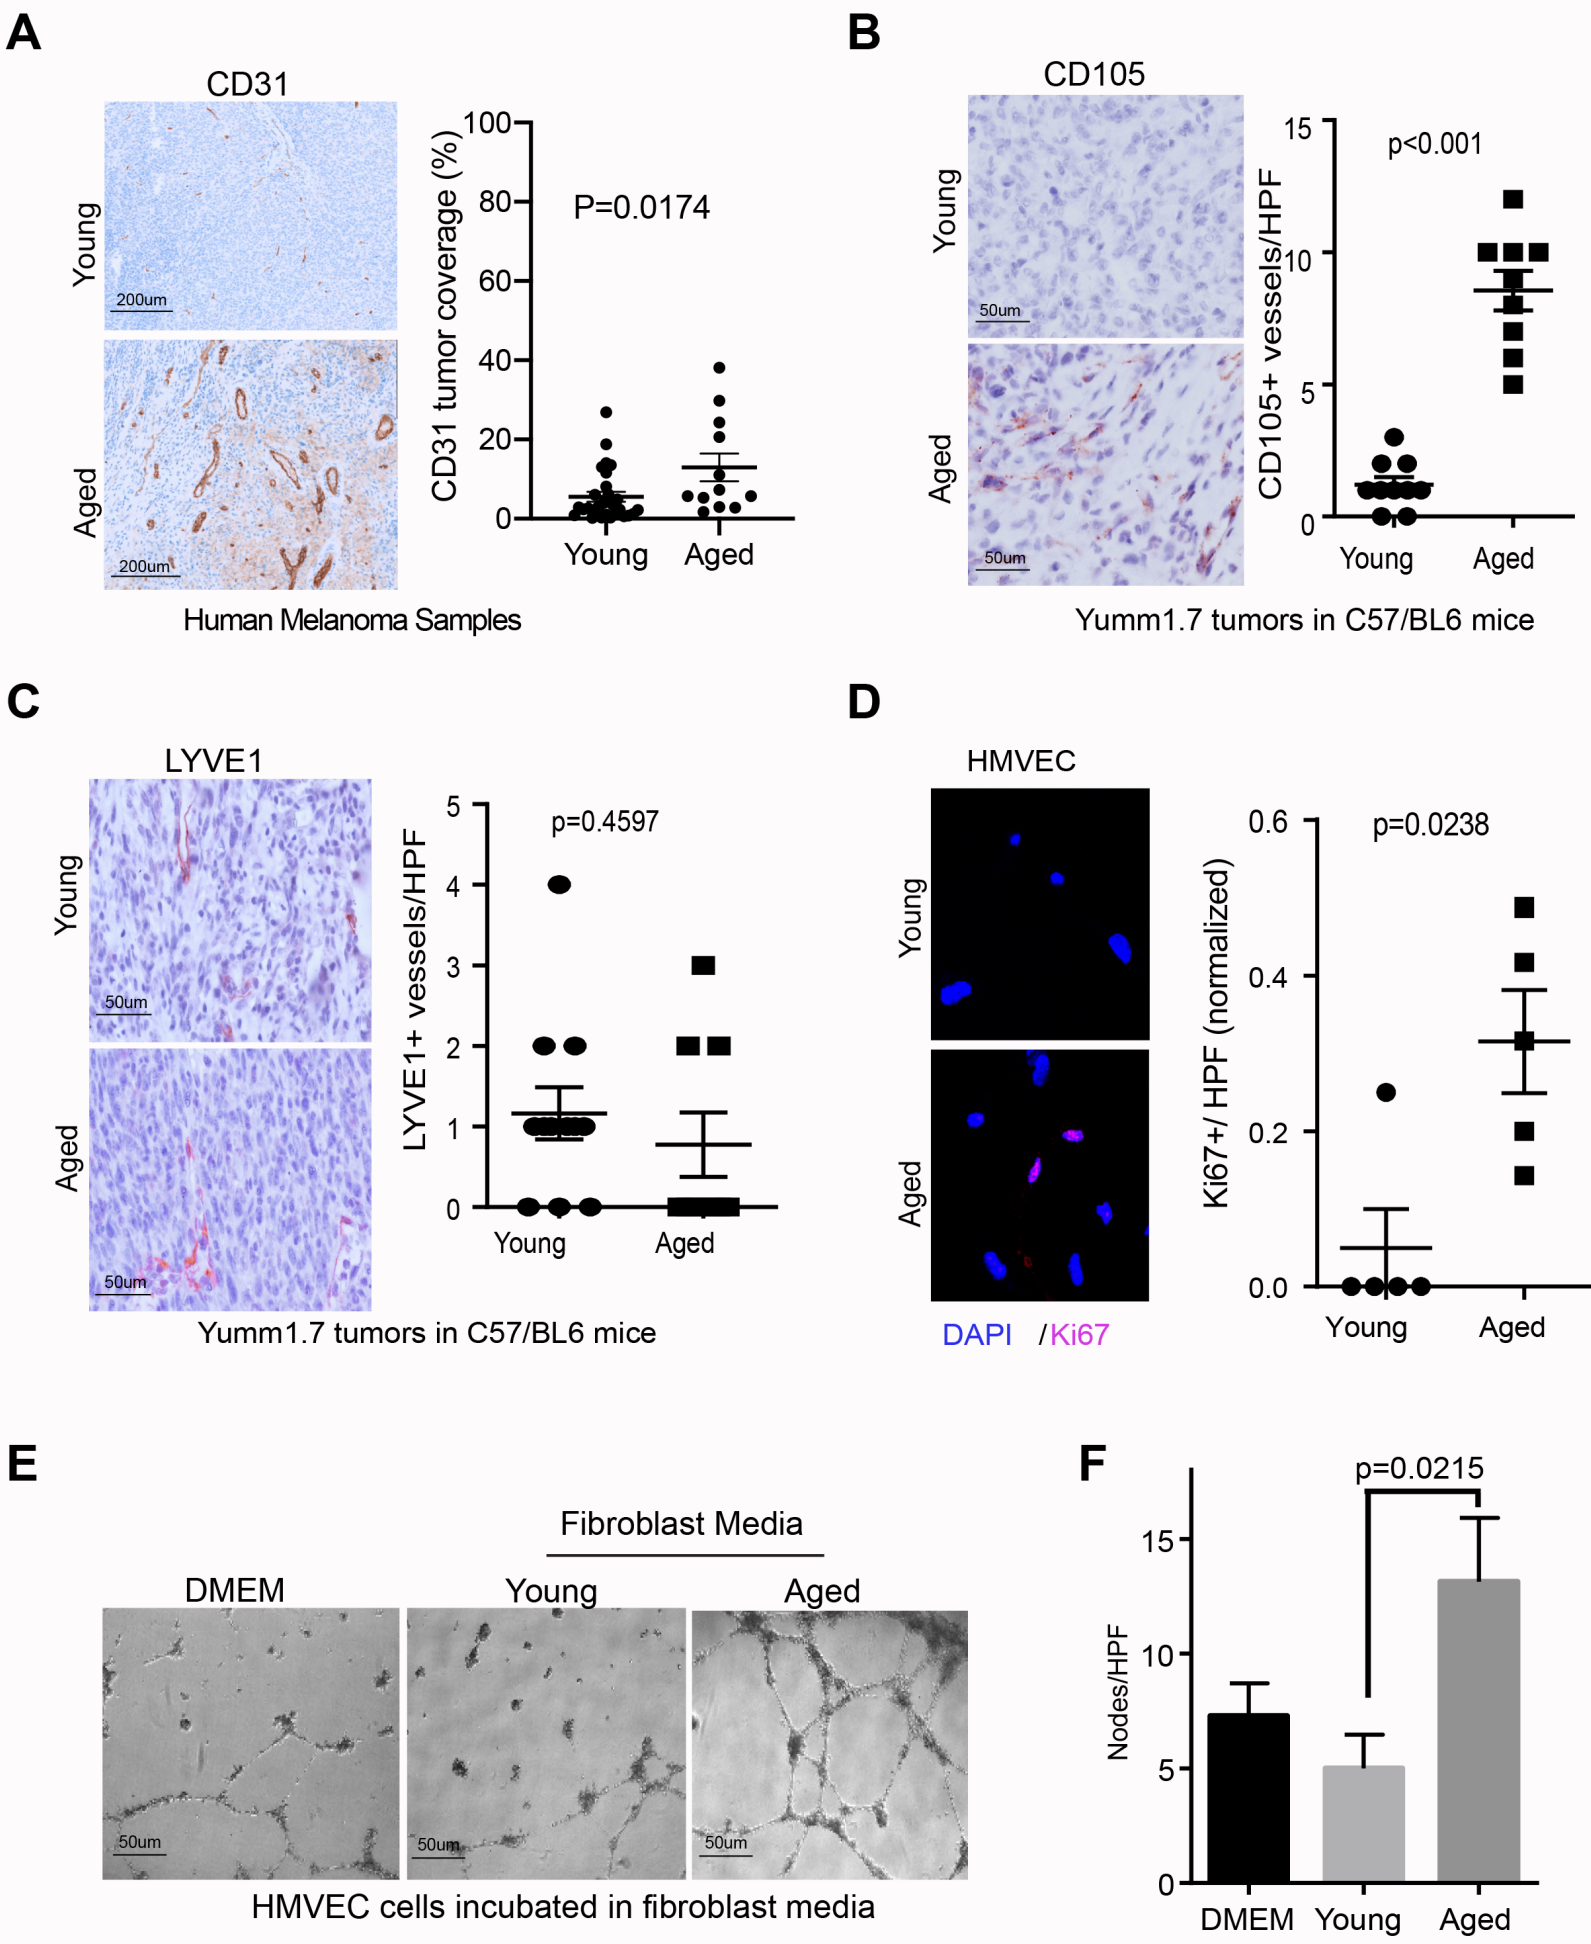 A
CD31
Young
200um
Aged
200um
CD31 tumor coverage (%)
100
80
60
40
20
0
P=0.0174
Young Aged
Human Melanoma Samples
B
CD105
Young
50um
Aged
50um
CD105+ vessels/HPF
15
10
5
0
p<0.001
Young Aged
Yumm1.7 tumors in C57/BL6 mice
C
LYVE1
Young
50um
Aged
50um
LYVE1+ vessels/HPF
5
4
3
2
1
0
p=0.4597
Young Aged
Yumm1.7 tumors in C57/BL6 mice
D
HMVEC
Young
Aged
DAPI /Ki67
Ki67+/ HPF (normalized)
0.6
0.4
0.2
0.0
p=0.0238
Young Aged
E
Fibroblast Media
DMEM Young Aged
50um 50um 50um
HMVEC cells incubated in fibroblast media
F
p=0.0215
Nodes/HPF
15
10
5
0
DMEM Young Aged